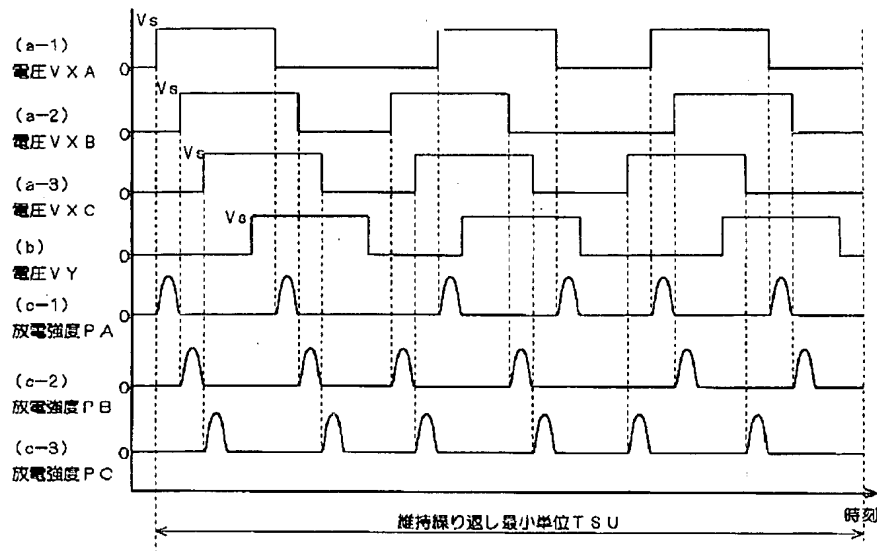 Vs
(a-1)
0
電圧VXA
Vs
(a-2)
0
電圧VXB
Vs
(a-3)
0
電圧VXC
Vs
(b)
0
電圧VY
(c-1)
0
放電強度PA
(c-2)
0
放電強度PB
(c-3)
0
放電強度PC
時刻
維持繰り返し最小単位TSU